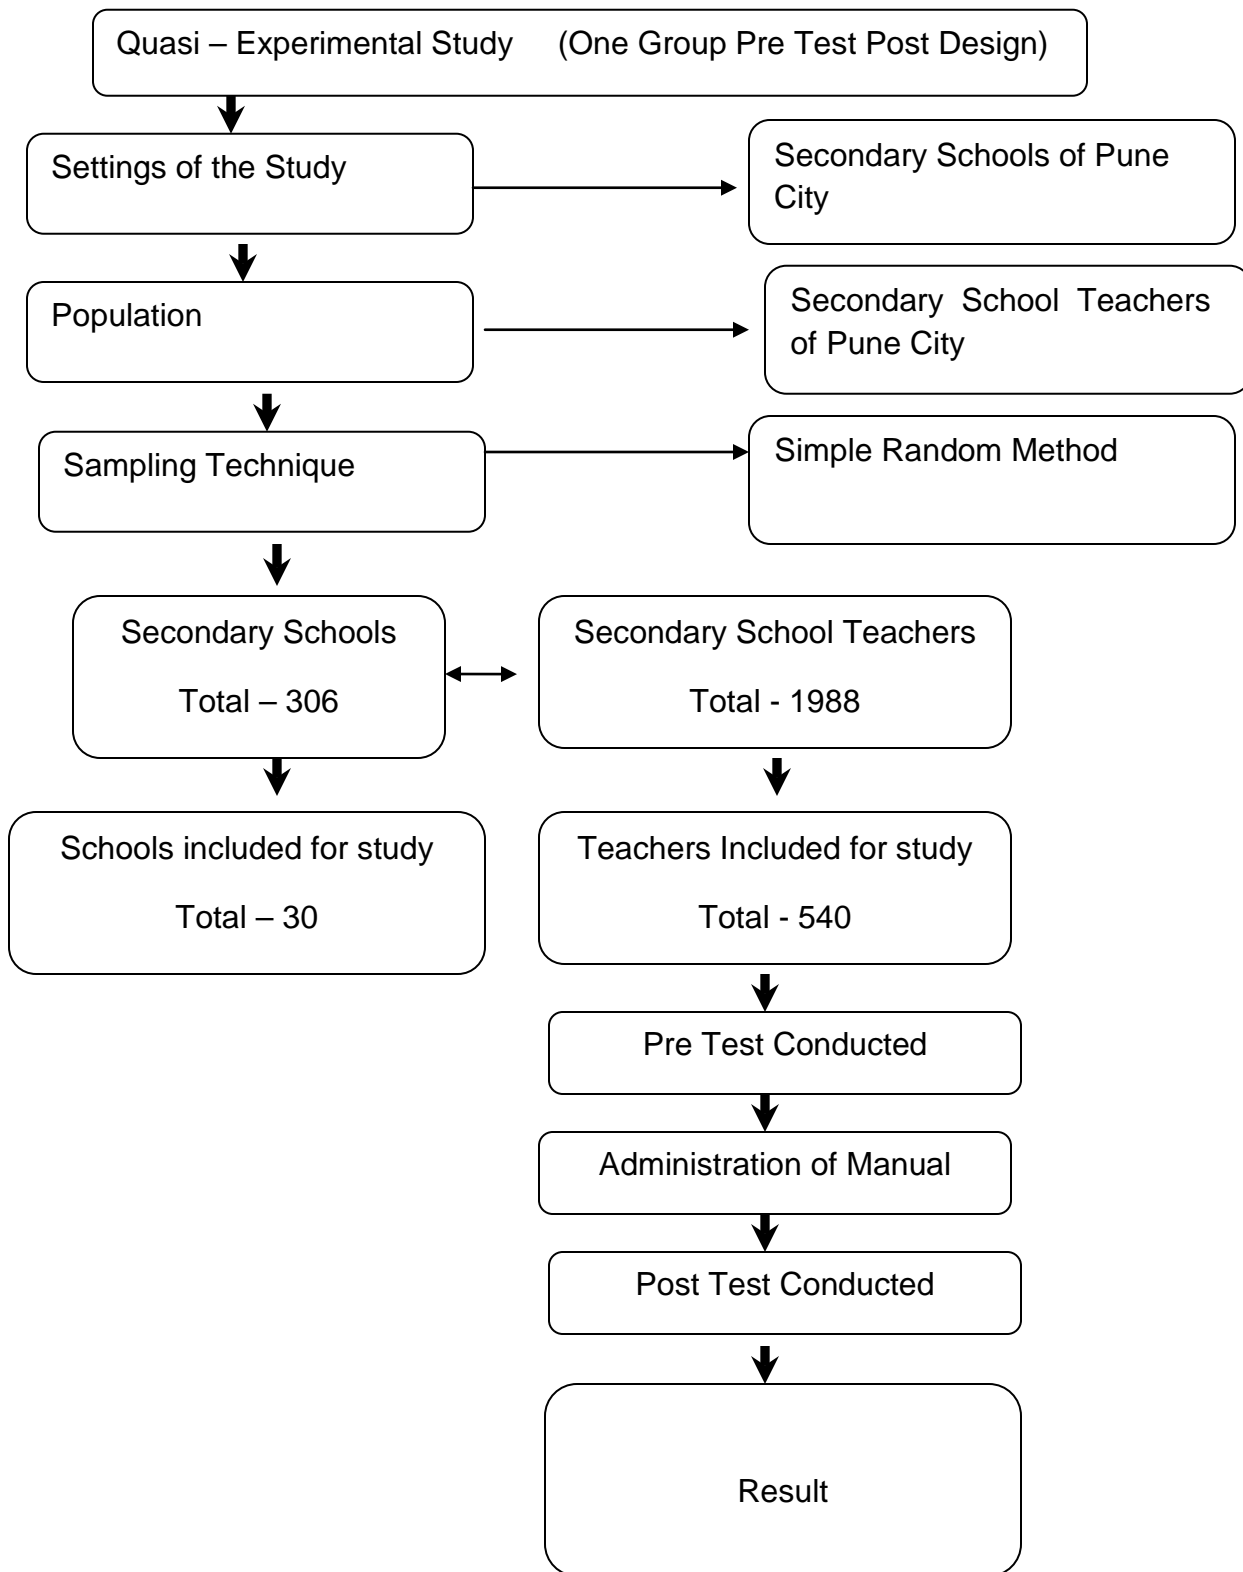 Quasi – Experimental Study (One Group Pre Test Post Design)
Settings of the Study
Secondary Schools of Pune
City
Population
Secondary School Teachers
of Pune City
Sampling Technique
Simple Random Method
Secondary Schools
Total – 306
Secondary School Teachers
Total - 1988
Schools included for study
Total – 30
Teachers Included for study
Total - 540
Pre Test Conducted
Administration of Manual
Post Test Conducted
Result